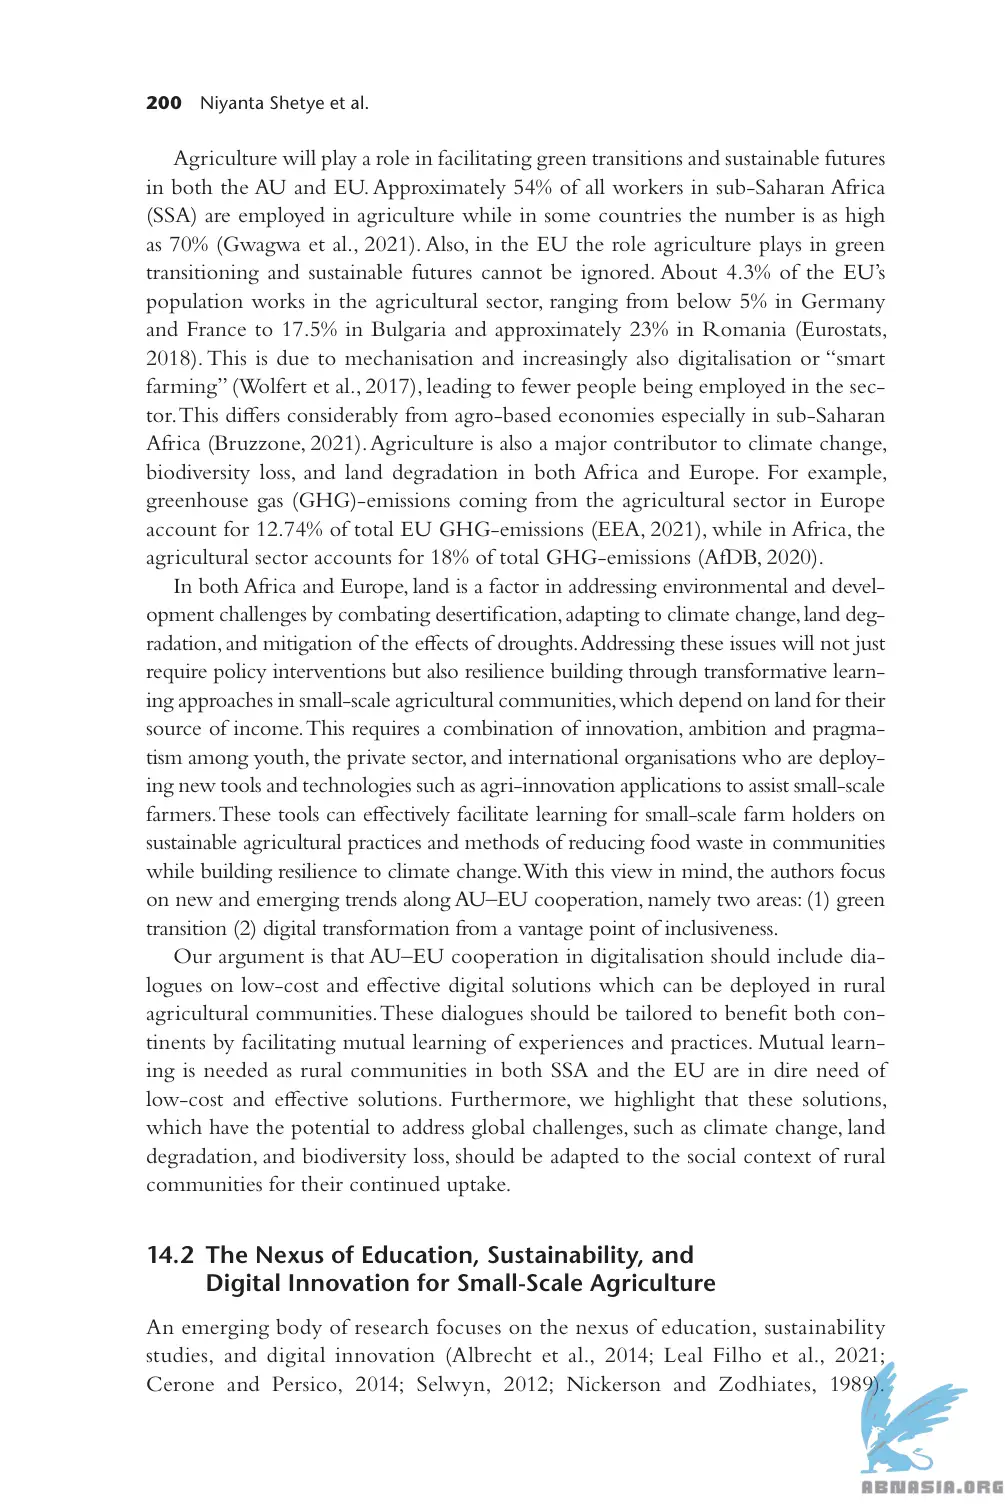 200 Niyanta Shetye et al.
Agriculture will play a role in facilitating green transitions and sustainable futures
in both the AU and EU. Approximately 54% of all workers in sub-Saharan Africa
(SSA) are employed in agriculture while in some countries the number is as high
as 70% (Gwagwa et al., 2021). Also, in the EU the role agriculture plays in green
transitioning and sustainable futures cannot be ignored. About 4.3% of the EU's
population works in the agricultural sector, ranging from below 5% in Germany
and France to 17.5% in Bulgaria and approximately 23% in Romania (Eurostats,
2018). This is due to mechanisation and increasingly also digitalisation or “smart
farming” (Wolfert et al., 2017), leading to fewer people being employed in the sec-
tor. This differs considerably from agro-based economies especially in sub-Saharan
Africa (Bruzzone, 2021). Agriculture is also a major contributor to climate change,
biodiversity loss, and land degradation in both Africa and Europe. For example,
greenhouse gas (GHG)-emissions coming from the agricultural sector in Europe
account for 12.74% of total EU GHG-emissions (EEA, 2021), while in Africa, the
agricultural sector accounts for 18% of total GHG-emissions (AfDB, 2020).
In both Africa and Europe, land is a factor in addressing environmental and devel-
opment challenges by combating desertification, adapting to climate change, land deg-
radation, and mitigation of the effects of droughts. Addressing these issues will not just
require policy interventions but also resilience building through transformative learn-
ing approaches in small-scale agricultural communities, which depend on land for their
source of income. This requires a combination of innovation, ambition and pragma-
tism among youth, the private sector, and international organisations who are deploy-
ing new tools and technologies such as agri-innovation applications to assist small-scale
farmers. These tools can effectively facilitate learning for small-scale farm holders on
sustainable agricultural practices and methods of reducing food waste in communities
while building resilience to climate change. With this view in mind, the authors focus
on new and emerging trends along AU–EU cooperation, namely two areas: (1) green
transition (2) digital transformation from a vantage point of inclusiveness.
Our argument is that AU–EU cooperation in digitalisation should include dia-
logues on low-cost and effective digital solutions which can be deployed in rural
agricultural communities. These dialogues should be tailored to benefit both con-
tinents by facilitating mutual learning of experiences and practices. Mutual learn-
ing is needed as rural communities in both SSA and the EU are in dire need of
low-cost and effective solutions. Furthermore, we highlight that these solutions,
which have the potential to address global challenges, such as climate change, land
degradation, and biodiversity loss, should be adapted to the social context of rural
communities for their continued uptake.
14.2 The Nexus of Education, Sustainability, and
Digital Innovation for Small-Scale Agriculture
An emerging body of research focuses on the nexus of education, sustainability
studies, and digital innovation (Albrecht et al., 2014; Leal Filho et al., 2021;
Cerone and Persico, 2014; Selwyn, 2012; Nickerson and Zodhiates, 1989).
ABNASIA.ORG